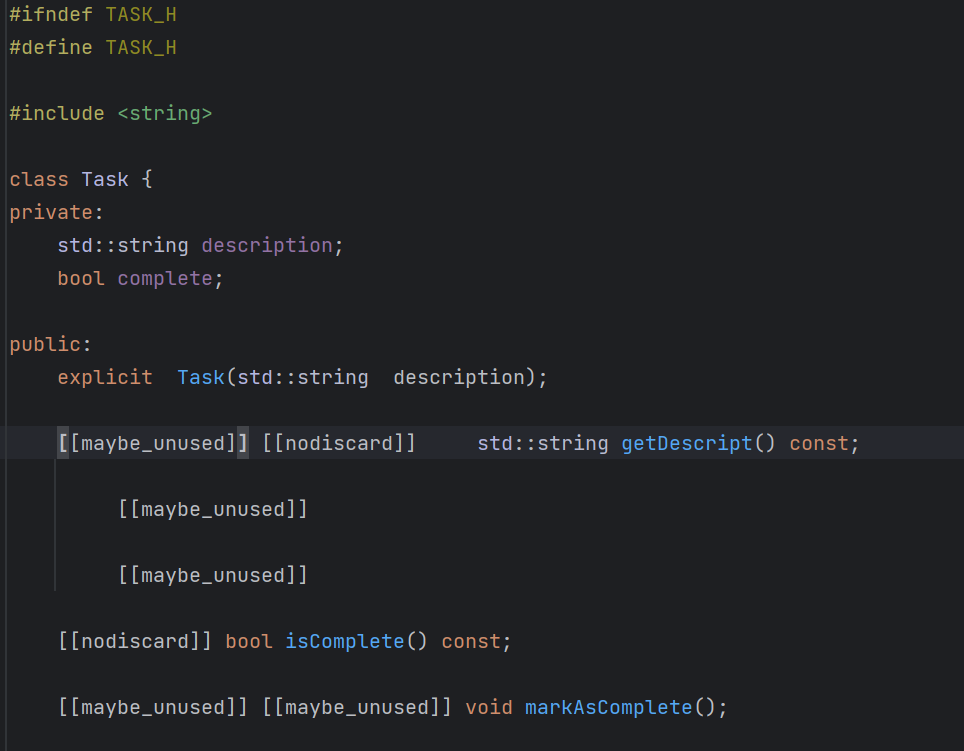 #ifndef TASK_H
#define TASK_H
#include <string>
class Task {
private:
    std::string description;
    bool complete;
public:
    explicit  Task(std::string  description);
    [[maybe_unused]] [[nodiscard]]     std::string getDescript() const;
         [[maybe_unused]]
         [[maybe_unused]]
    [[nodiscard]] bool isComplete() const;
    [[maybe_unused]] [[maybe_unused]] void markAsComplete();